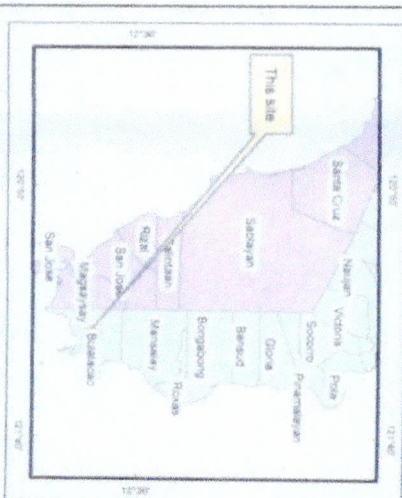 This site
Santa Cruz
Naujan
Victoria
Pola
Socorro
Pinamalayan
Sablayan
Gloria
Bansud
Bongabong
Roxas
Calintaan
Rizal
Mansalay
San Jose
Magsaysay
Bulalacao
San Jose